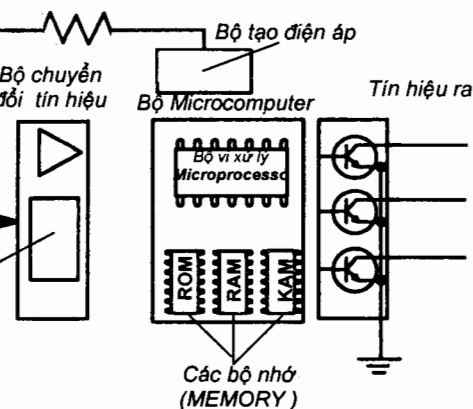 Bộ tạo điện áp
Bộ chuyển
đổi tín hiệu
Bộ Microcomputer
Tín hiệu ra
Bộ vi xử lý
Microprocesso
ROM
RAM
KAM
Các bộ nhớ
(MEMORY)